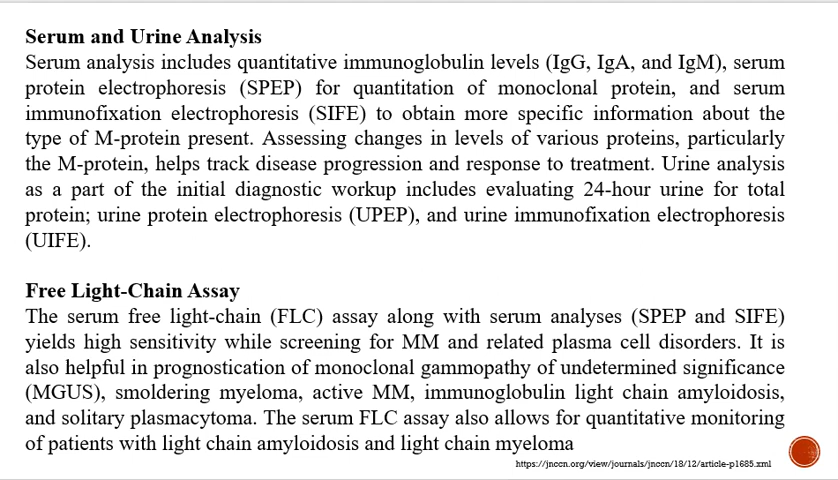 Serum and Urine Analysis
Serum analysis includes quantitative immunoglobulin levels (IgG, IgA, and IgM), serum
protein electrophoresis (SPEP) for quantitation of monoclonal protein, and serum
immunofixation electrophoresis (SIFE) to obtain more specific information about the
type of M-protein present. Assessing changes in levels of various proteins, particularly
the M-protein, helps track disease progression and response to treatment. Urine analysis
as a part of the initial diagnostic workup includes evaluating 24-hour urine for total
protein; urine protein electrophoresis (UPEP), and urine immunofixation electrophoresis
(UIFE).
Free Light-Chain Assay
The serum free light-chain (FLC) assay along with serum analyses (SPEP and SIFE)
yields high sensitivity while screening for MM and related plasma cell disorders. It is
also helpful in prognostication of monoclonal gammopathy of undetermined significance
(MGUS), smoldering myeloma, active MM, immunoglobulin light chain amyloidosis,
and solitary plasmacytoma. The serum FLC assay also allows for quantitative monitoring
of patients with light chain amyloidosis and light chain myeloma
https://jnccn.org/view/journals/jnccn/18/12/article-p1685.xml